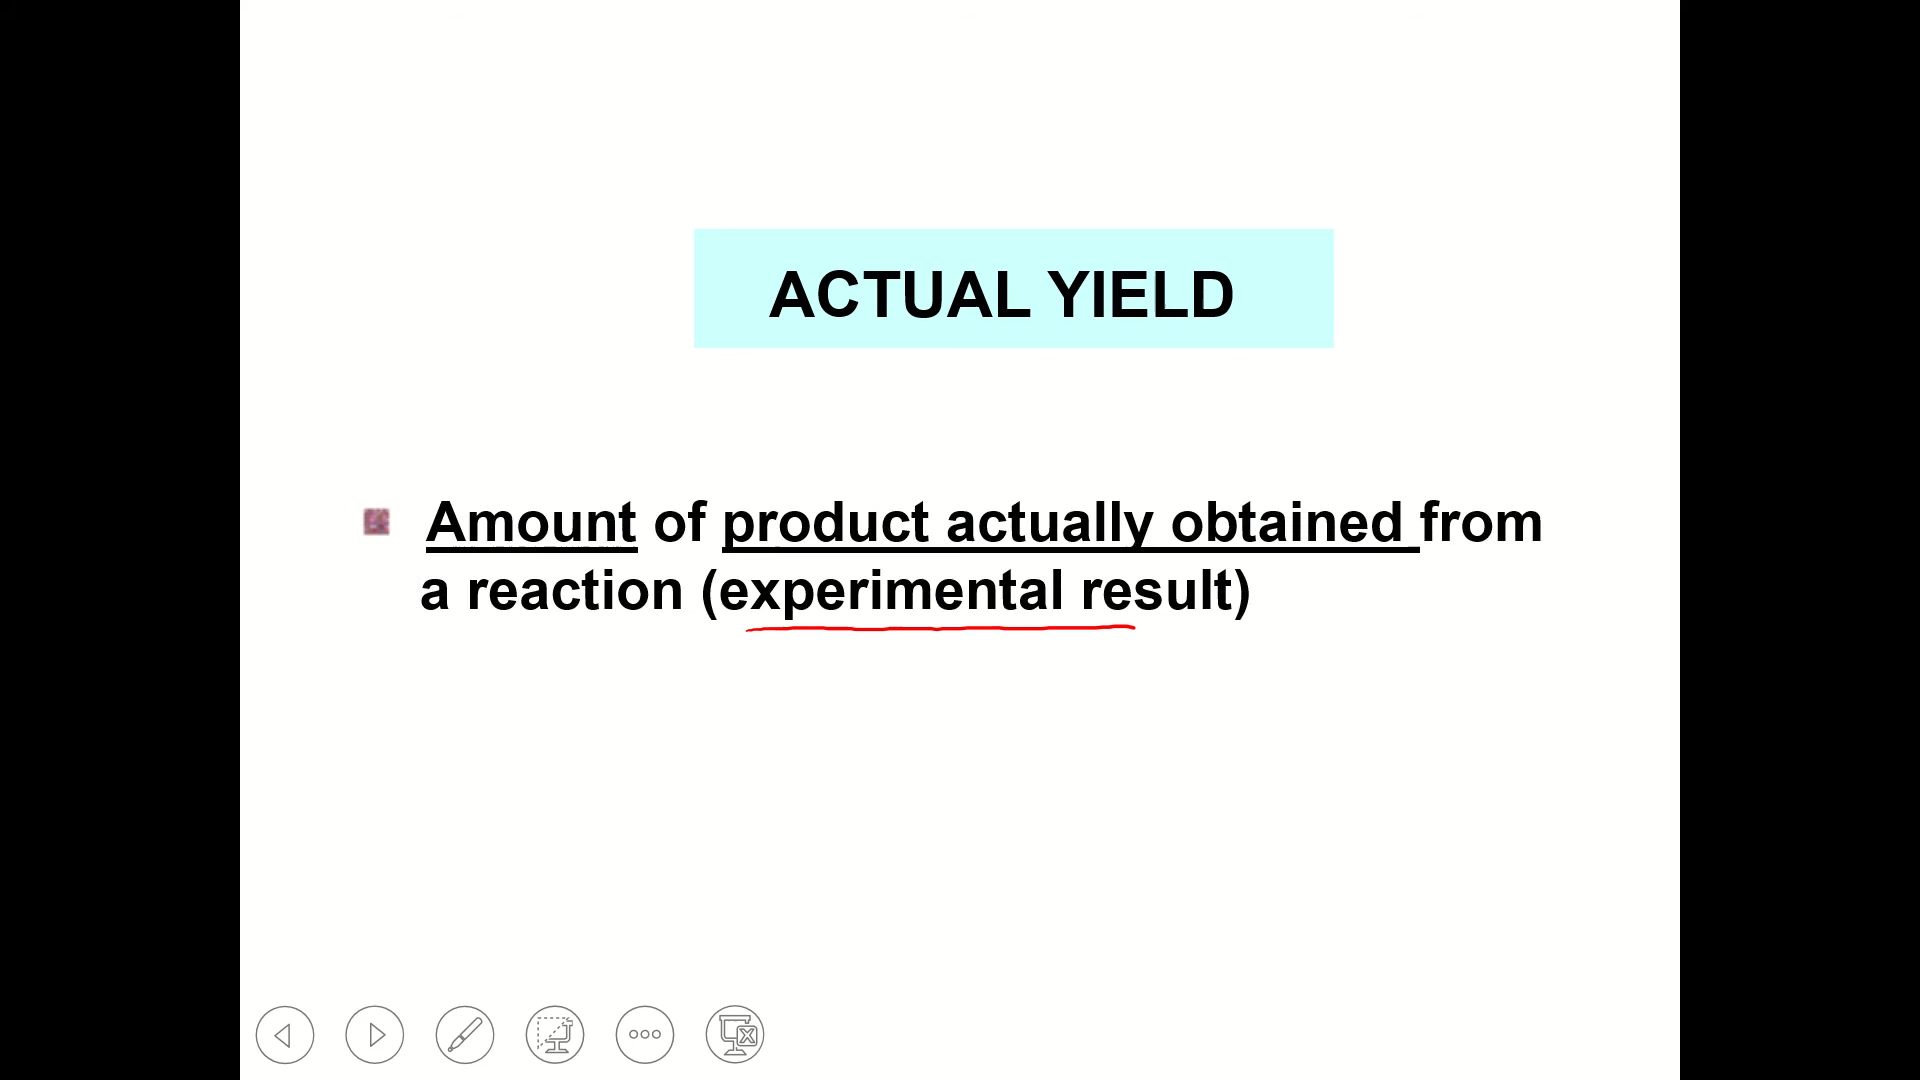 ACTUAL YIELD
Amount of product actually obtained from
a reaction (experimental result)